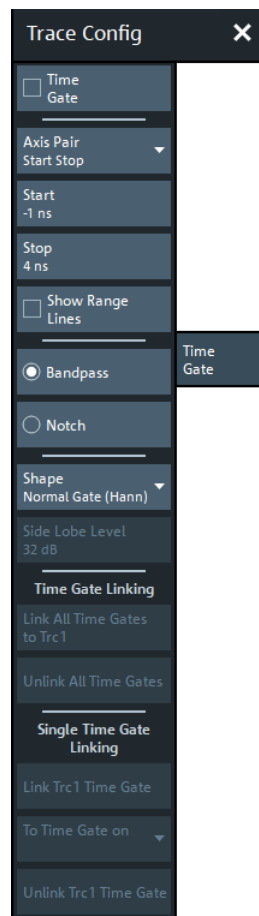 Trace Config
Time
Gate
Axis Pair
Start Stop
Start
-1 ns
Stop
4 ns
Show Range
Lines
Bandpass
Notch
Shape
Normal Gate (Hann)
Side Lobe Level
32 dB
Time Gate Linking
Link All Time Gates
to Trc1
Unlink All Time Gates
Single Time Gate
Linking
Link Trc1 Time Gate
To Time Gate on
Unlink Trc1 Time Gate
Time
Gate